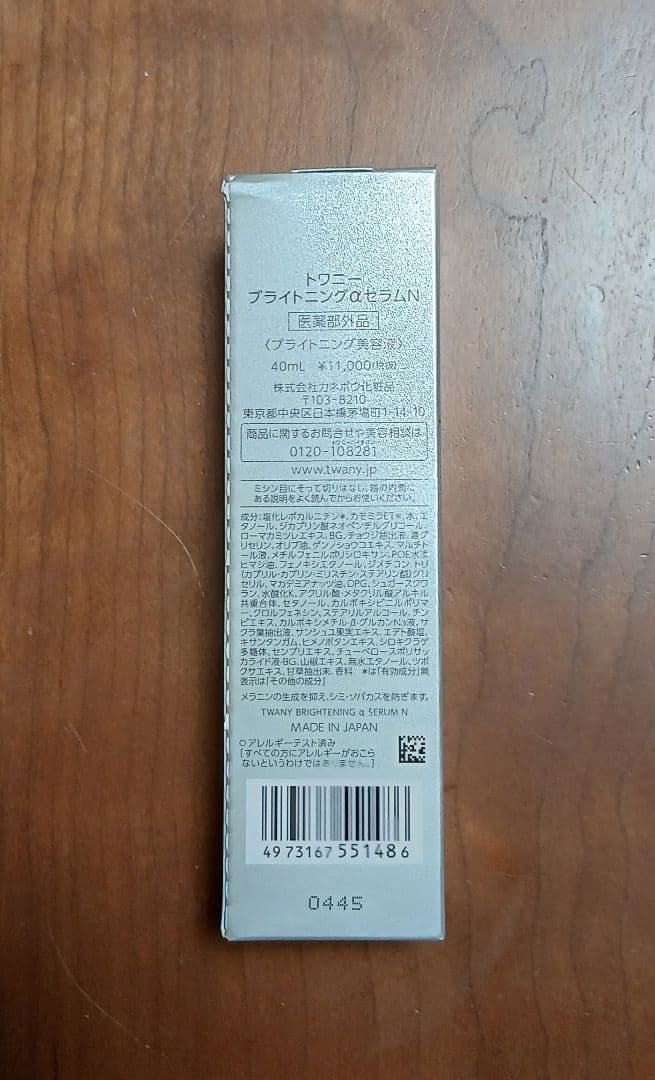 トワニー
ブライトニングαセラムN
医薬部外品
〈ブライトニング美容液〉
40mL ¥11,000(税抜)
株式会社カネボウ化粧品
〒103-8210
東京都中央区日本橋茅場町1-14-10
商品に関するお問合せや美容相談は
0120-108281
www.twany.jp
ミシン目にそって切りはなし、箱の内側に
ある説明をよく読んでからお使いください。
成分：塩化レボカルニチン*、カモミラET*、水、エ
タノール、ジカプリン酸ネオペンチルグリコール、
ローマカミツレエキス、BG、チョウジ抽出液、濃グ
リセリン、オリブ油、ゲンノショウコエキス、マルチト
ール液、メチルフェニルポリシロキサン、POE水添
ヒマシ油、フェノキシエタノール、ジメチコン、トリ
(カプリル・カプリン・ミリスチン・ステアリン酸)グリ
セリル、マカデミアナッツ油、DPG、シュガースクワ
ラン、水酸化K、アクリル酸・メタクリル酸アルキル
共重合体、セタノール、カルボキシビニルポリマ
ー、クロルフェネシン、ステアリルアルコール、チン
ピエキス、カルボキシメチル-β-グルカンNa液、サ
クラ葉抽出液、サンシュユ果実エキス、エデト酸塩、
キサンタンガム、ヒメノボタンエキス、シロキクラゲ
多糖体、センブリエキス、チューベロースポリサッ
カライド液-BG、山椒エキス、無水エタノール、ツボ
クサエキス、甘草抽出末、香料 *は「有効成分」無
表示は「その他の成分」
メラニンの生成を抑え、シミ・ソバカスを防ぎます。
TWANY BRIGHTENING α SERUM N
MADE IN JAPAN
○アレルギーテスト済み
[すべての方にアレルギーがおこら
ないというわけではありません。]
4973167551486
0445